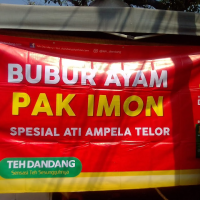 BUBUR AYAM
PAK IMON
SPESIAL ATI AMPELA TELOR
TEH DANDANG